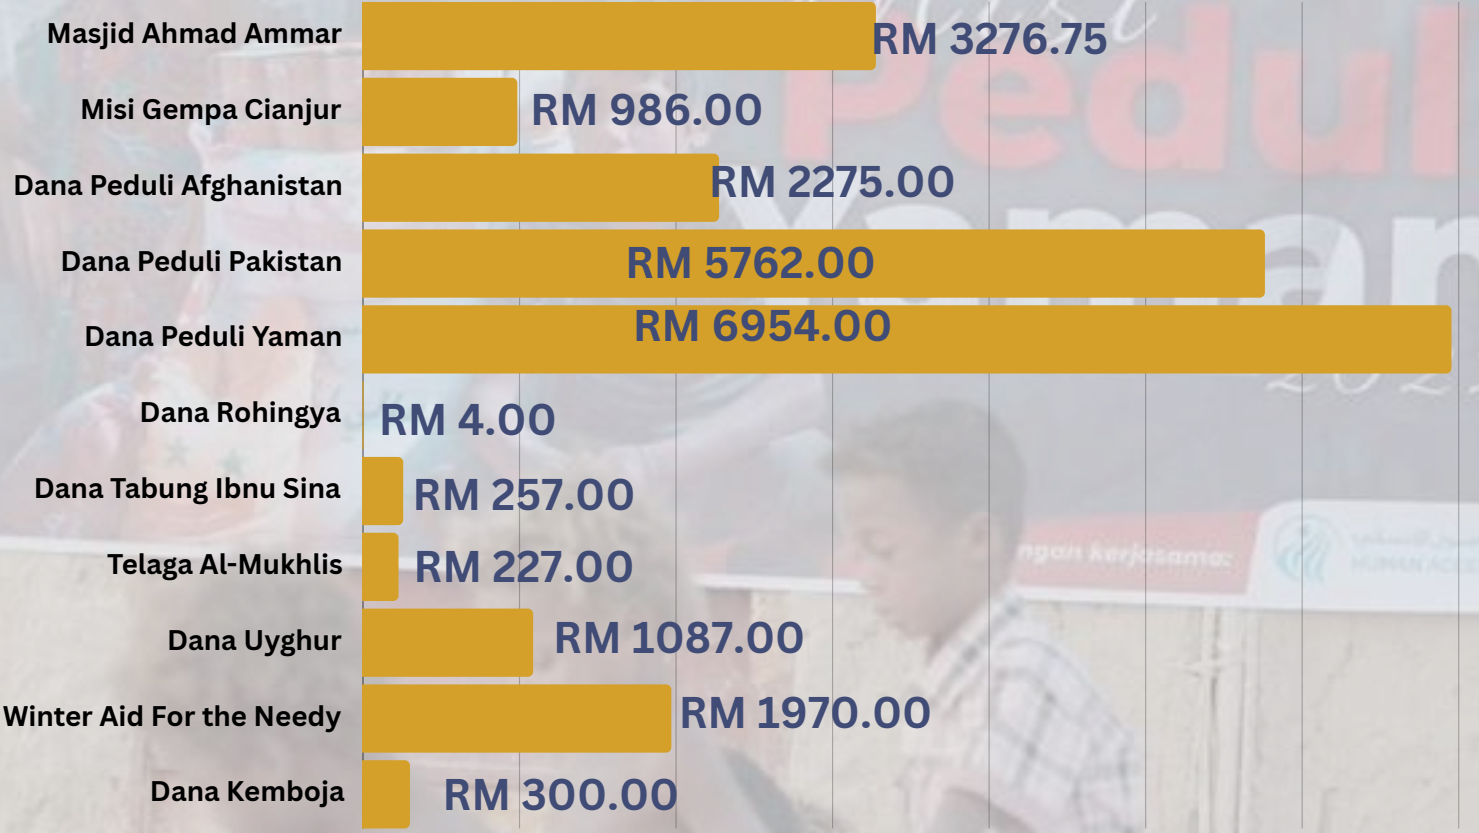 Masjid Ahmad Ammar RM 3276.75
Misi Gempa Cianjur RM 986.00
Dana Peduli Afghanistan RM 2275.00
Dana Peduli Pakistan RM 5762.00
Dana Peduli Yaman RM 6954.00
Dana Rohingya RM 4.00
Dana Tabung Ibnu Sina RM 257.00
Telaga Al-Mukhlis RM 227.00
Dana Uyghur RM 1087.00
Winter Aid For the Needy RM 1970.00
Dana Kemboja RM 300.00
Pedul
Yaman
kerjasama: